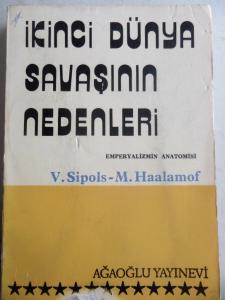 İKİNCİ DÜNYA
SAVAŞININ
NEDENLERİ
EMPERYALİZMİN ANATOMİSİ
V. Sipols - M. Haalamof
AĞAOĞLU YAYINEVİ